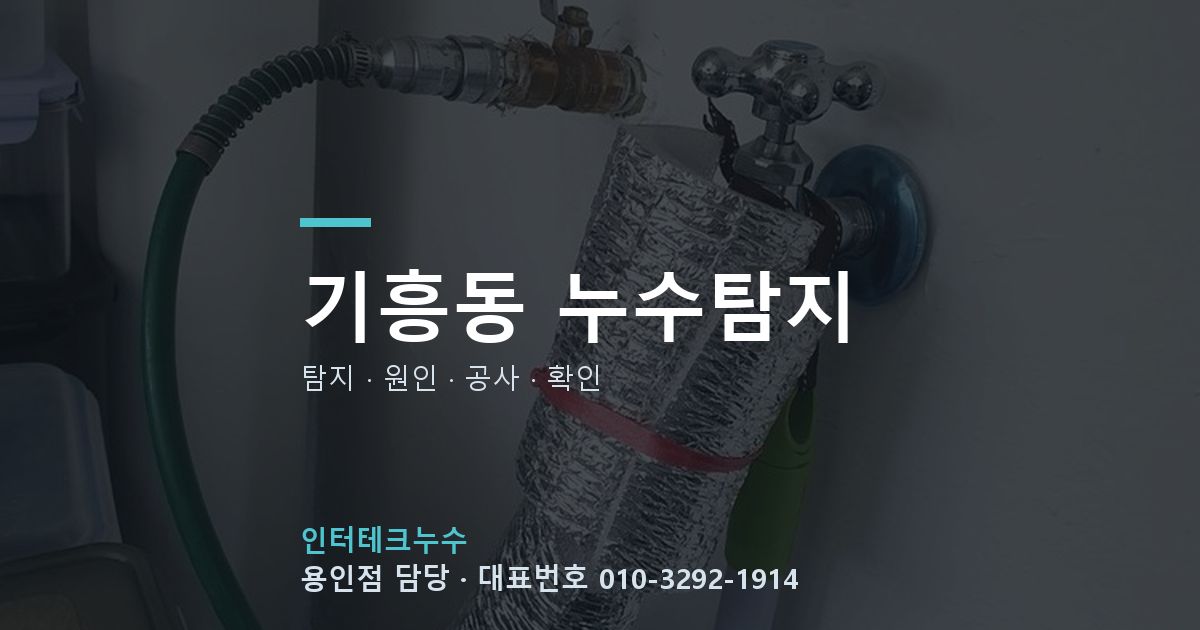 기흥동 누수탐지
탐지 · 원인 · 공사 · 확인
인터테크누수
용인점 담당 · 대표번호 010-3292-1914